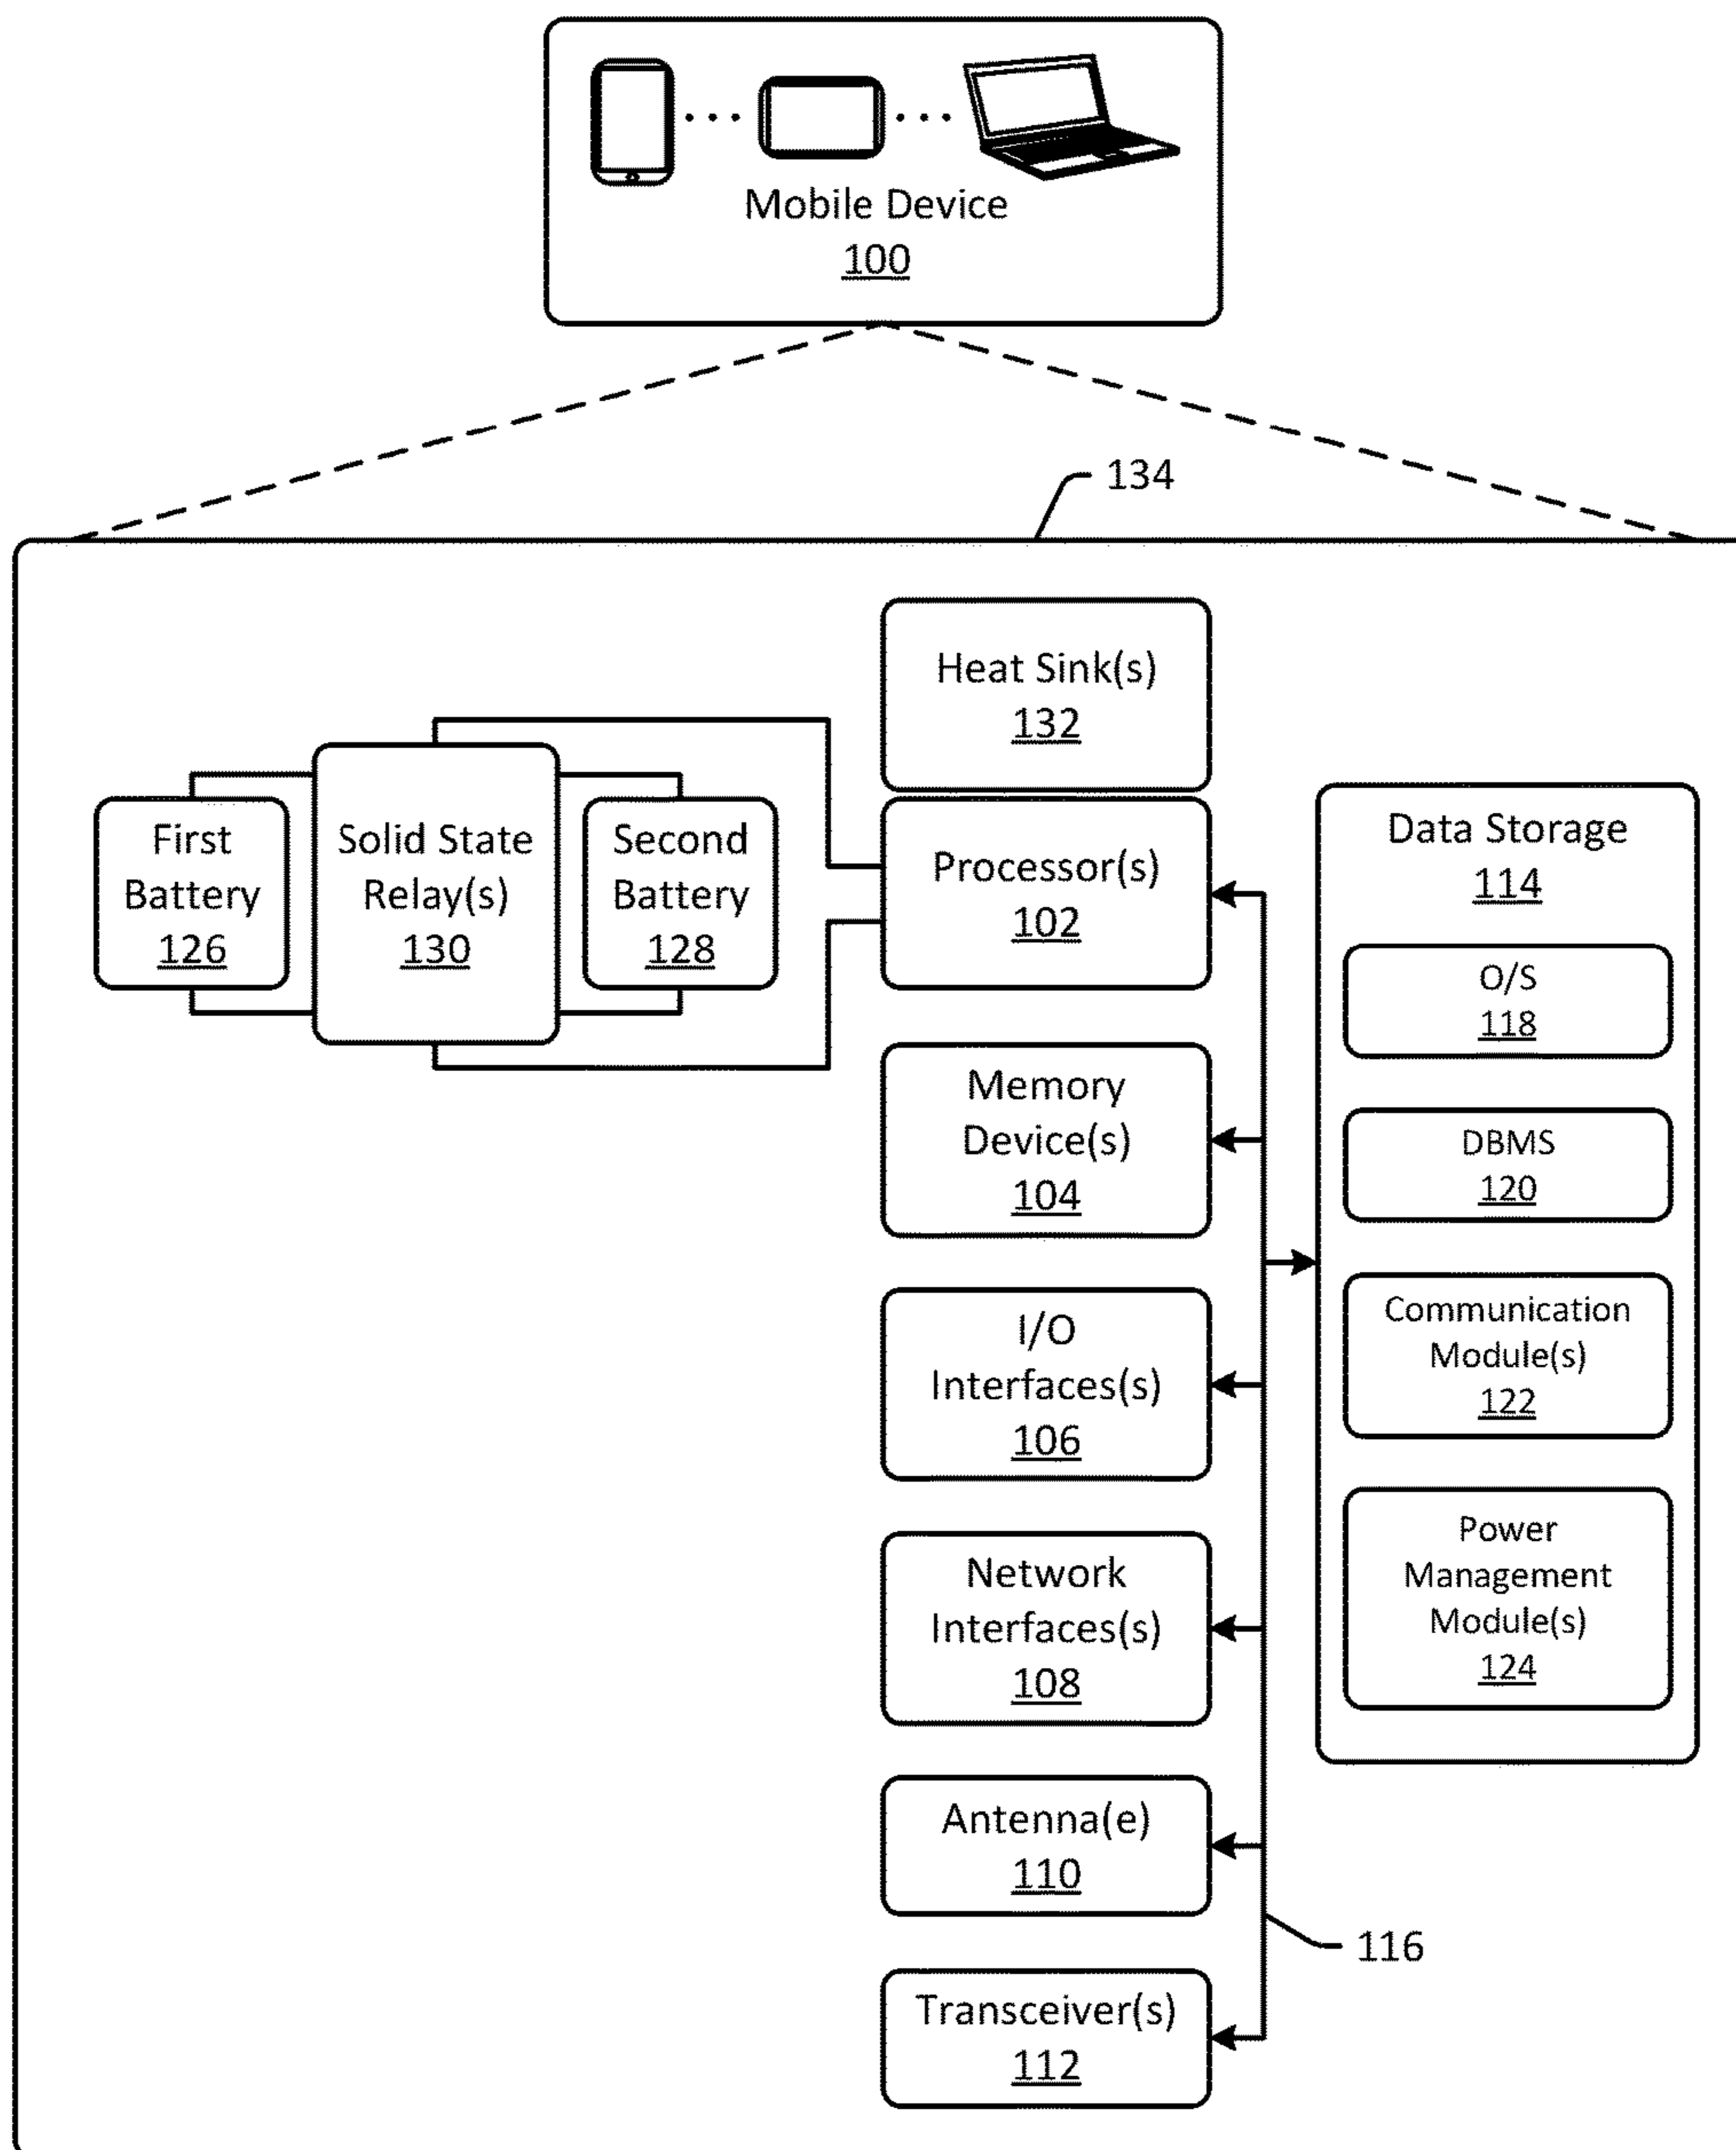 Mobile Device
100
134
Heat Sink(s)
132
First
Battery
126
Solid State
Relay(s)
130
Second
Battery
128
Processor(s)
102
Memory
Device(s)
104
I/O
Interfaces(s)
106
Network
Interfaces(s)
108
Antenna(e)
110
Transceiver(s)
112
116
Data Storage
114
O/S
118
DBMS
120
Communication
Module(s)
122
Power
Management
Module(s)
124